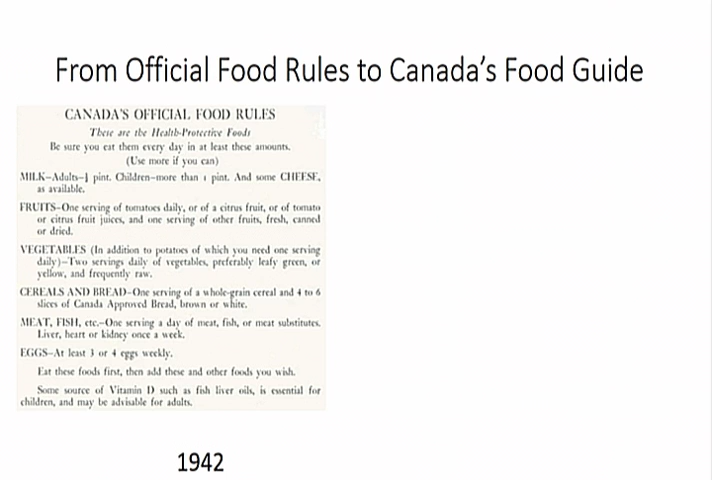 From Official Food Rules to Canada's Food Guide
CANADA'S OFFICIAL FOOD RULES
These are the Health-Protective Foods
Be sure you eat them every day in at least these amounts.
(Use more if you can)
MILK–Adults–½ pint. Children–more than 1 pint. And some CHEESE,
as available.
FRUITS–One serving of tomatoes daily, or of a citrus fruit, or of tomato
or citrus fruit juices, and one serving of other fruits, fresh, canned
or dried.
VEGETABLES (In addition to potatoes of which you need one serving
daily)–Two servings daily of vegetables, preferably leafy green, or
yellow, and frequently raw.
CEREALS AND BREAD–One serving of a whole-grain cereal and 4 to 6
slices of Canada Approved Bread, brown or white.
MEAT, FISH, etc.–One serving a day of meat, fish, or meat substitutes.
Liver, heart or kidney once a week.
EGGS–At least 3 or 4 eggs weekly.
Eat these foods first, then add these and other foods you wish.
Some source of Vitamin D such as fish liver oils, is essential for
children, and may be advisable for adults.
1942